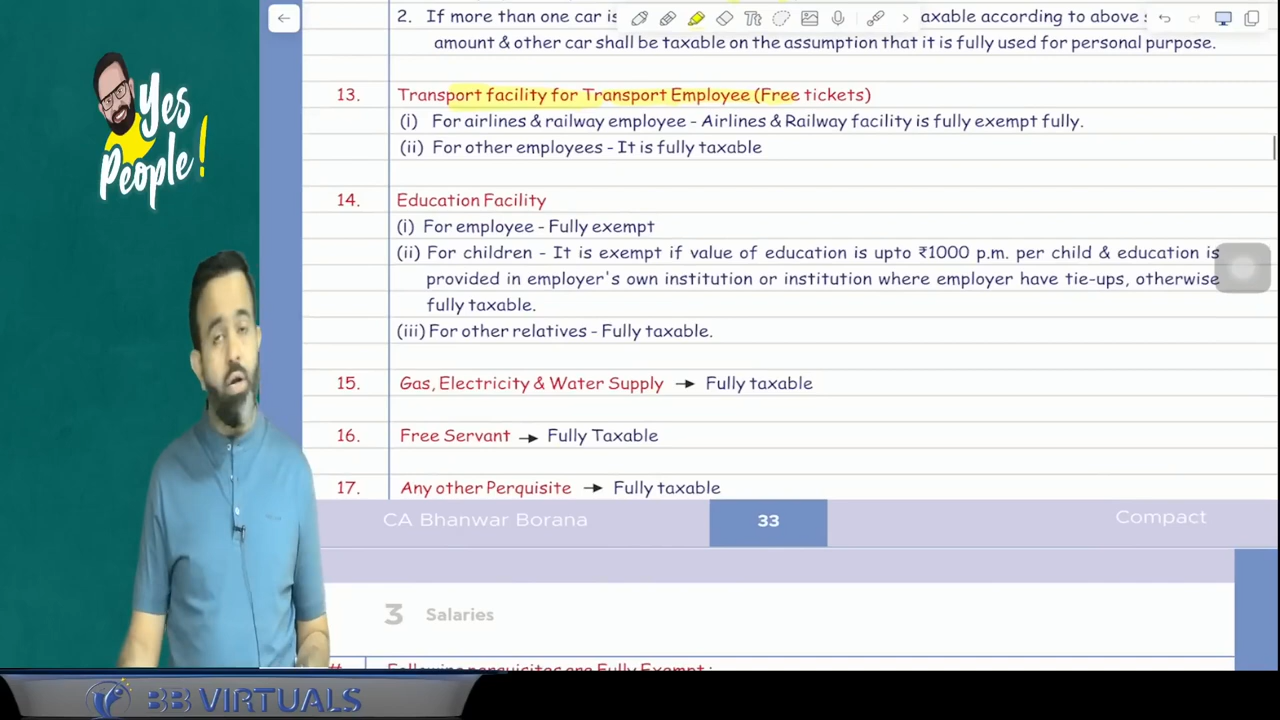 Yes
People!
2. If more than one car is
axable according to above
amount & other car shall be taxable on the assumption that it is fully used for personal purpose.
13. Transport facility for Transport Employee (Free tickets)
(i) For airlines & railway employee - Airlines & Railway facility is fully exempt fully.
(ii) For other employees - It is fully taxable
14. Education Facility
(i) For employee - Fully exempt
(ii) For children - It is exempt if value of education is upto ₹1000 p.m. per child & education is
provided in employer's own institution or institution where employer have tie-ups, otherwise
fully taxable.
(iii) For other relatives - Fully taxable.
15. Gas, Electricity & Water Supply → Fully taxable
16. Free Servant → Fully Taxable
17. Any other Perquisite → Fully taxable
CA Bhanwar Borana 33 Compact
3 Salaries
# Following perquisites are Fully Exempt :
BB VIRTUALS